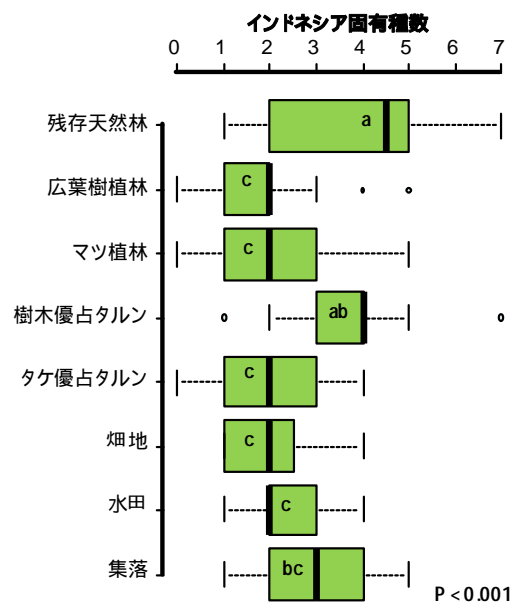 インドネシア固有種数
0 1 2 3 4 5 6 7
残存天然林 a
広葉樹植林 c
マツ植林 c
樹木優占タルン ab
タケ優占タルン c
畑地 c
水田 c
集落 bc
P < 0.001